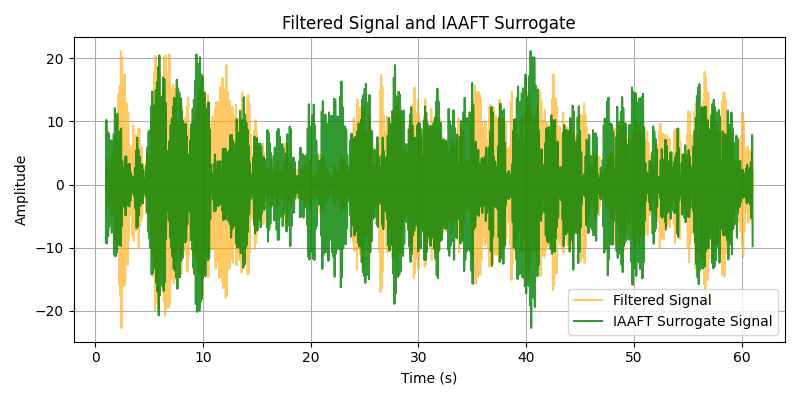 Filtered Signal and IAAFT Surrogate
20
10
0
−10
−20
Amplitude
0 10 20 30 40 50 60
Time (s)
Filtered Signal
IAAFT Surrogate Signal